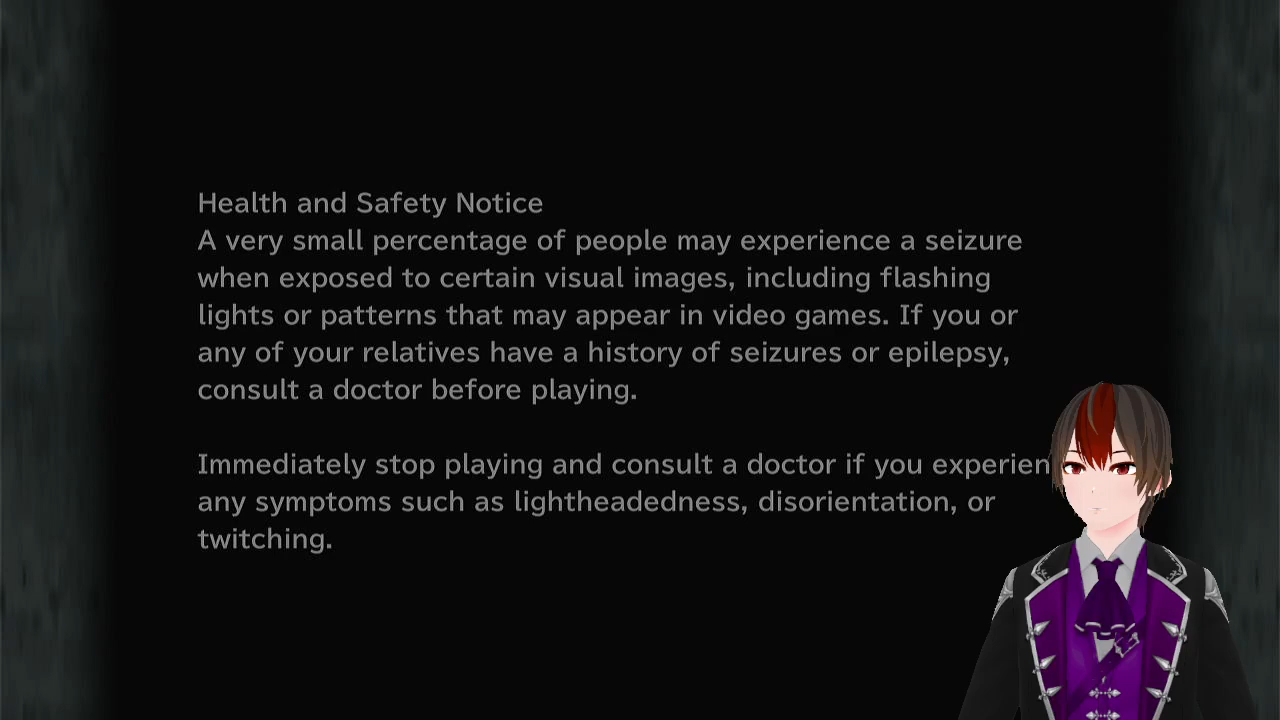 Health and Safety Notice
A very small percentage of people may experience a seizure
when exposed to certain visual images, including flashing
lights or patterns that may appear in video games. If you or
any of your relatives have a history of seizures or epilepsy,
consult a doctor before playing.
Immediately stop playing and consult a doctor if you experien
any symptoms such as lightheadedness, disorientation, or
twitching.